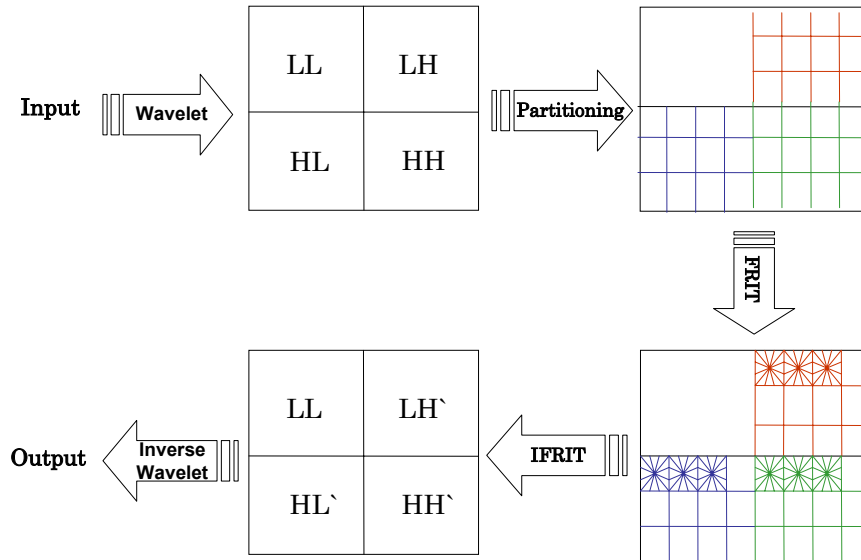 Input
Wavelet
LL
LH
HL
HH
Partitioning
FRIT
Output
Inverse
Wavelet
LL
LH`
HL`
HH`
IFRIT